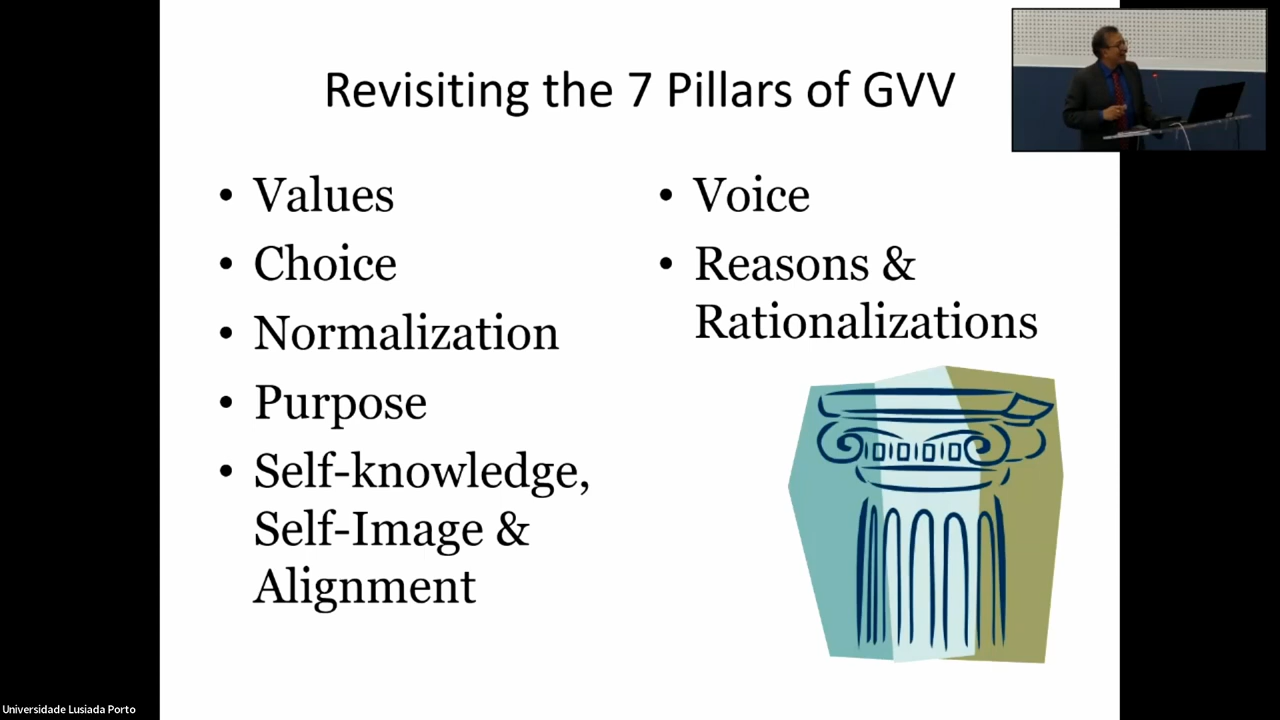 Revisiting the 7 Pillars of GVV
• Values
• Choice
• Normalization
• Purpose
• Self-knowledge,
Self-Image &
Alignment
• Voice
• Reasons &
Rationalizations
Universidade Lusiada Porto